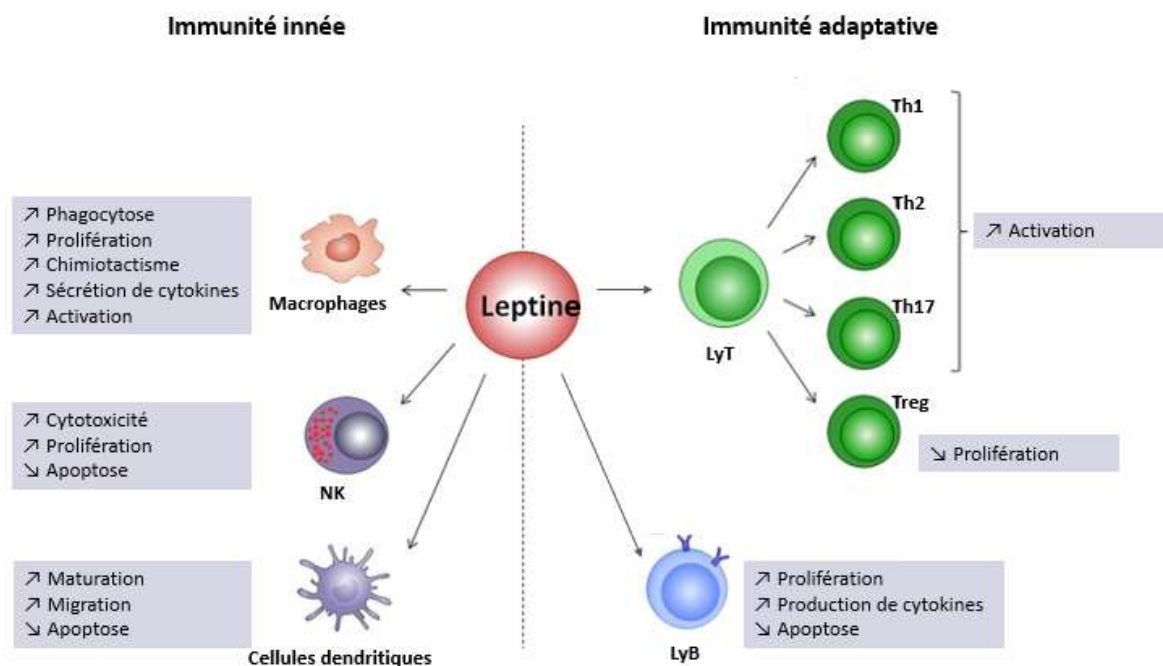 Immunité innée
Immunité adaptative
↗ Phagocytose
↗ Prolifération
↗ Chimiotactisme
↗ Sécrétion de cytokines
↗ Activation
Macrophages
↗ Cytotoxicité
↗ Prolifération
↘ Apoptose
NK
↗ Maturation
↗ Migration
↘ Apoptose
Cellules dendritiques
Leptine
LyT
Th1
Th2
Th17
↗ Activation
Treg
↘ Prolifération
LyB
↗ Prolifération
↗ Production de cytokines
↘ Apoptose